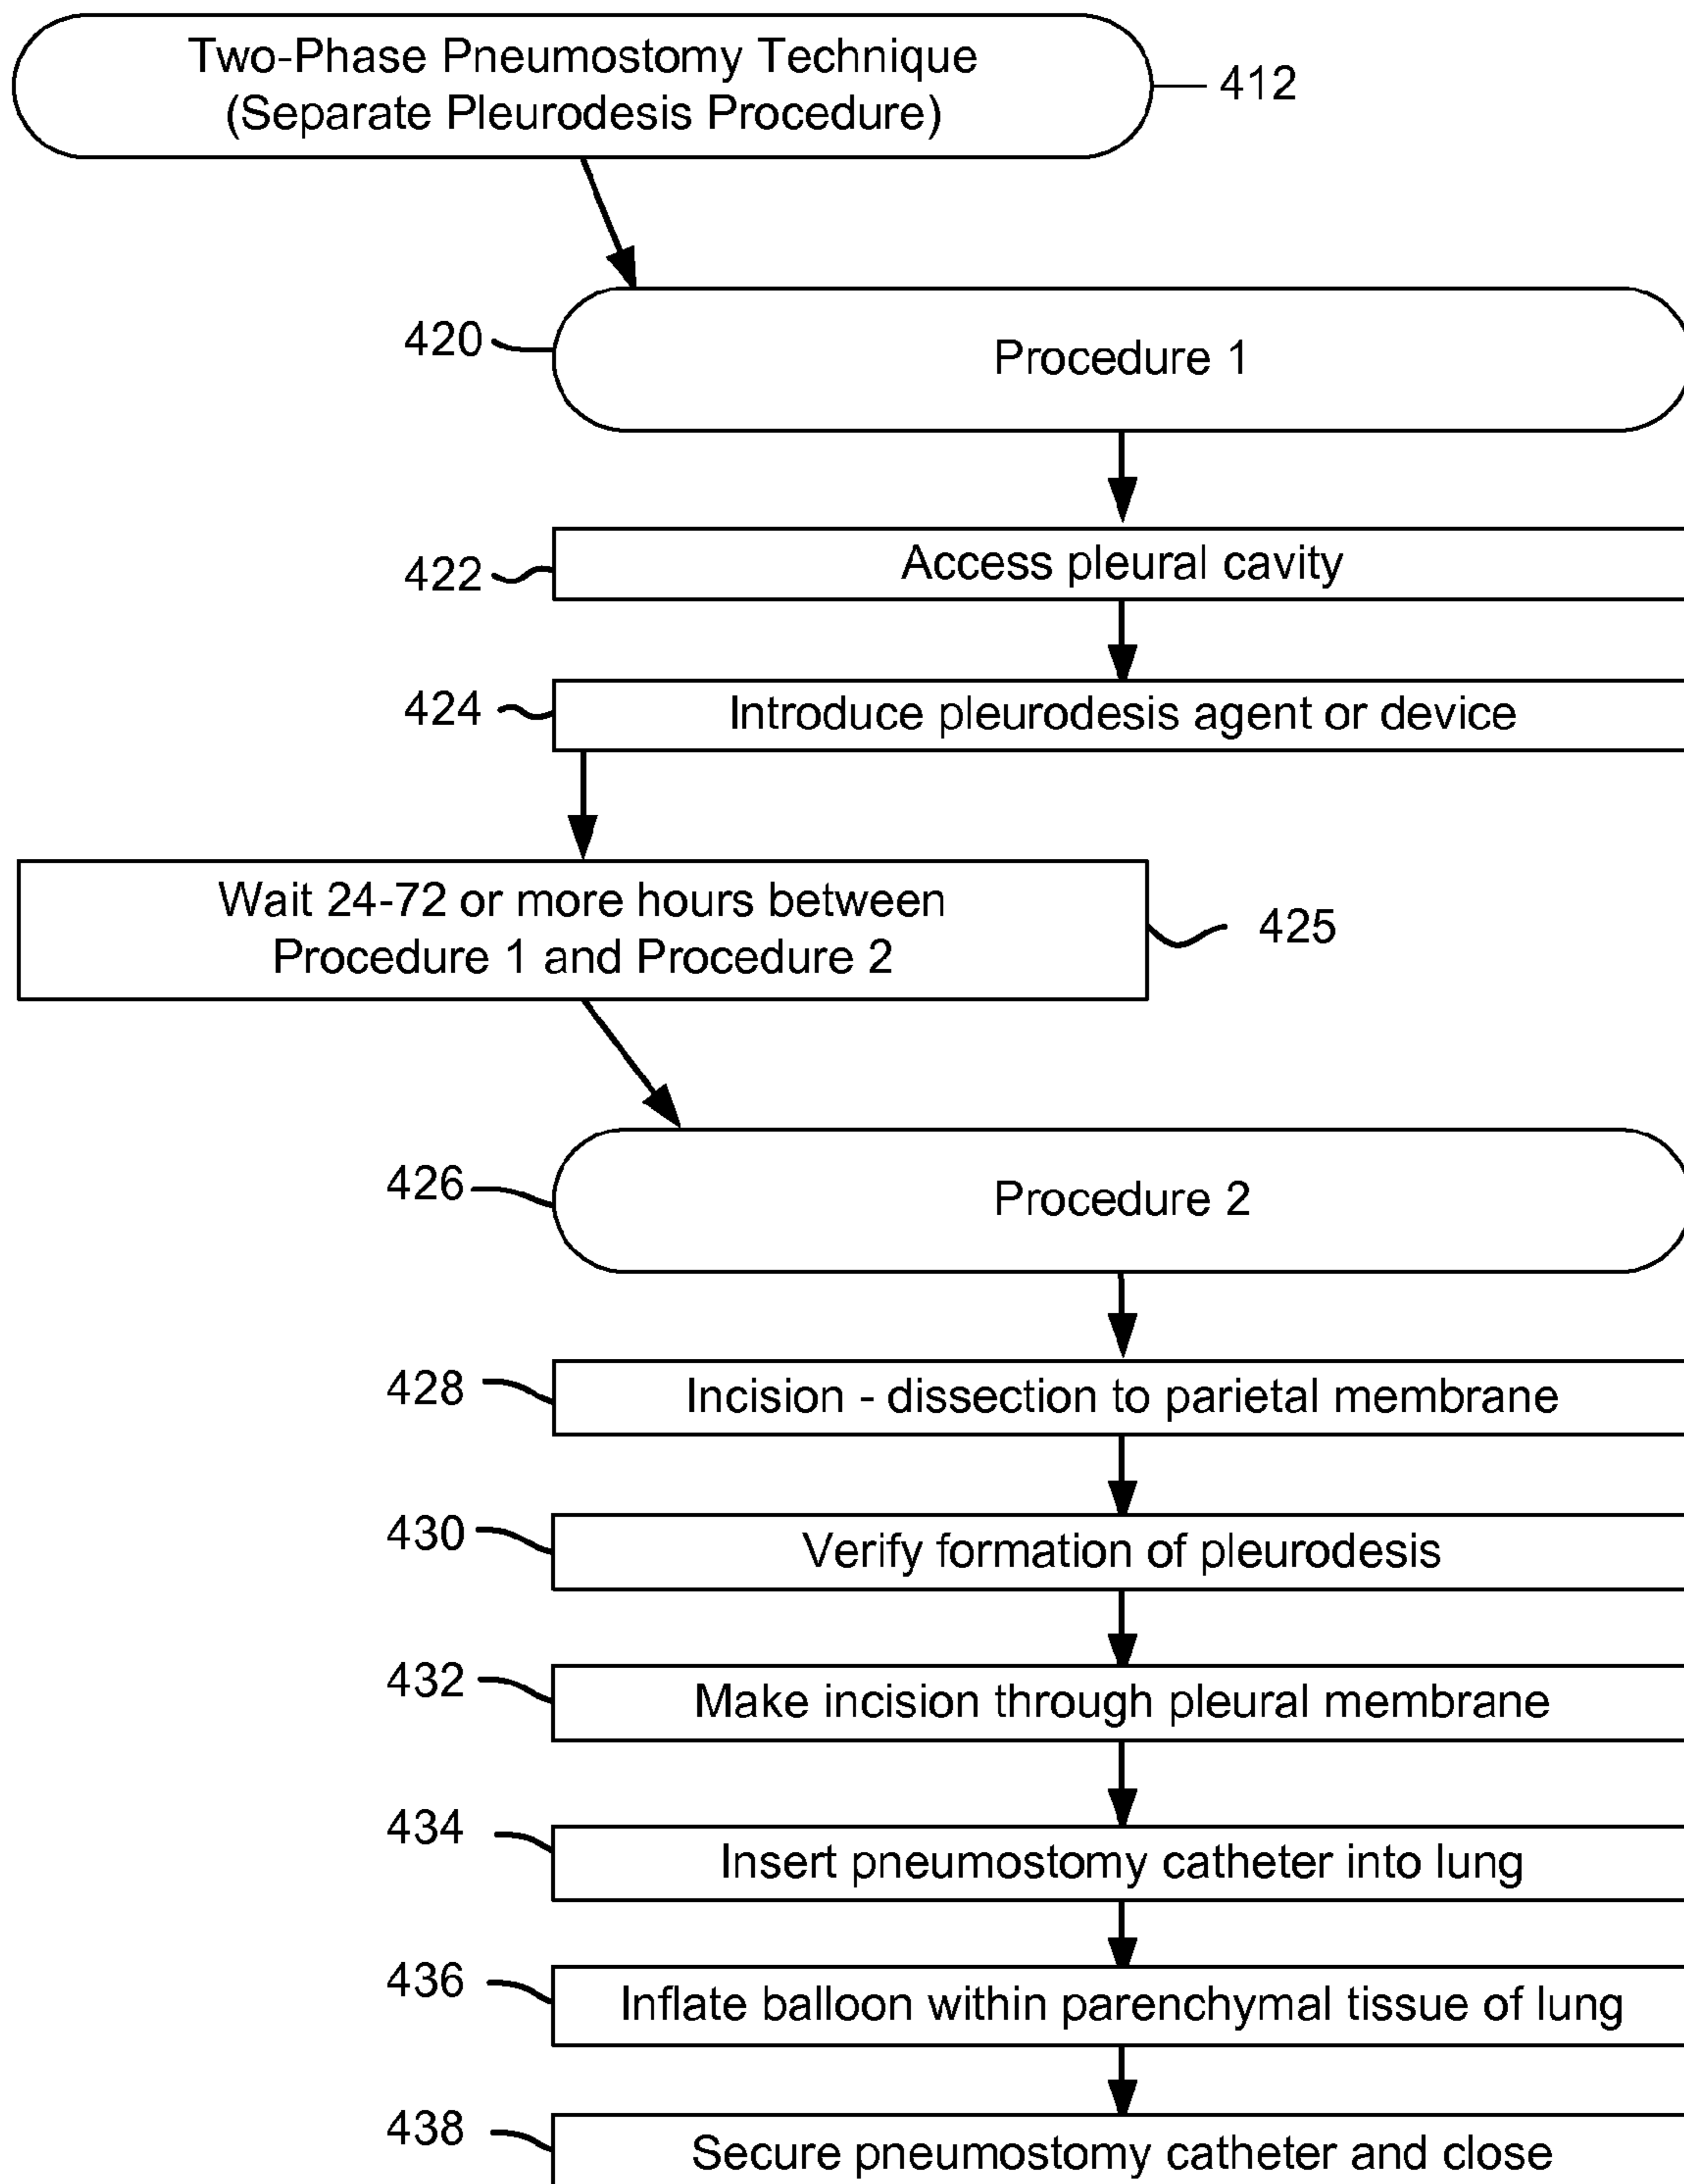 Two-Phase Pneumostomy Technique
(Separate Pleurodesis Procedure)
412
420
Procedure 1
422
Access pleural cavity
424
Introduce pleurodesis agent or device
Wait 24-72 or more hours between
Procedure 1 and Procedure 2
425
426
Procedure 2
428
Incision - dissection to parietal membrane
430
Verify formation of pleurodesis
432
Make incision through pleural membrane
434
Insert pneumostomy catheter into lung
436
Inflate balloon within parenchymal tissue of lung
438
Secure pneumostomy catheter and close